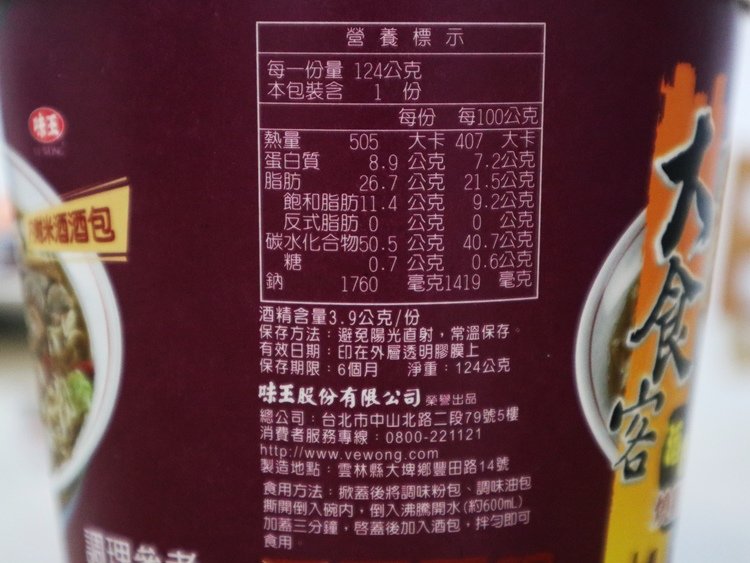 營養標示
每一份量 124公克
本包裝含 1 份
每份 每100公克
熱量 505 大卡 407 大卡
蛋白質 8.9 公克 7.2公克
脂肪 26.7 公克 21.5公克
飽和脂肪11.4 公克 9.2公克
反式脂肪 0 公克 0 公克
碳水化合物50.5 公克 40.7公克
糖 0.7 公克 0.6公克
鈉 1760 毫克1419 毫克
酒精含量3.9公克/份
保存方法：避免陽光直射，常溫保存。
有效日期：印在外層透明膠膜上
保存期限：6個月 淨重：124公克
味王股份有限公司 榮譽出品
總公司：台北市中山北路二段79號5樓
消費者服務專線：0800-221121
http://www.vewong.com
製造地點：雲林縣大埤鄉豐田路14號
食用方法：掀蓋後將調味粉包、調味油包
撕開倒入碗內，倒入沸騰開水(約600mL)
加蓋三分鐘，啓蓋後加入酒包，拌勻即可
食用。
味王
VE WONG
米酒酒包
大食客
調理參考